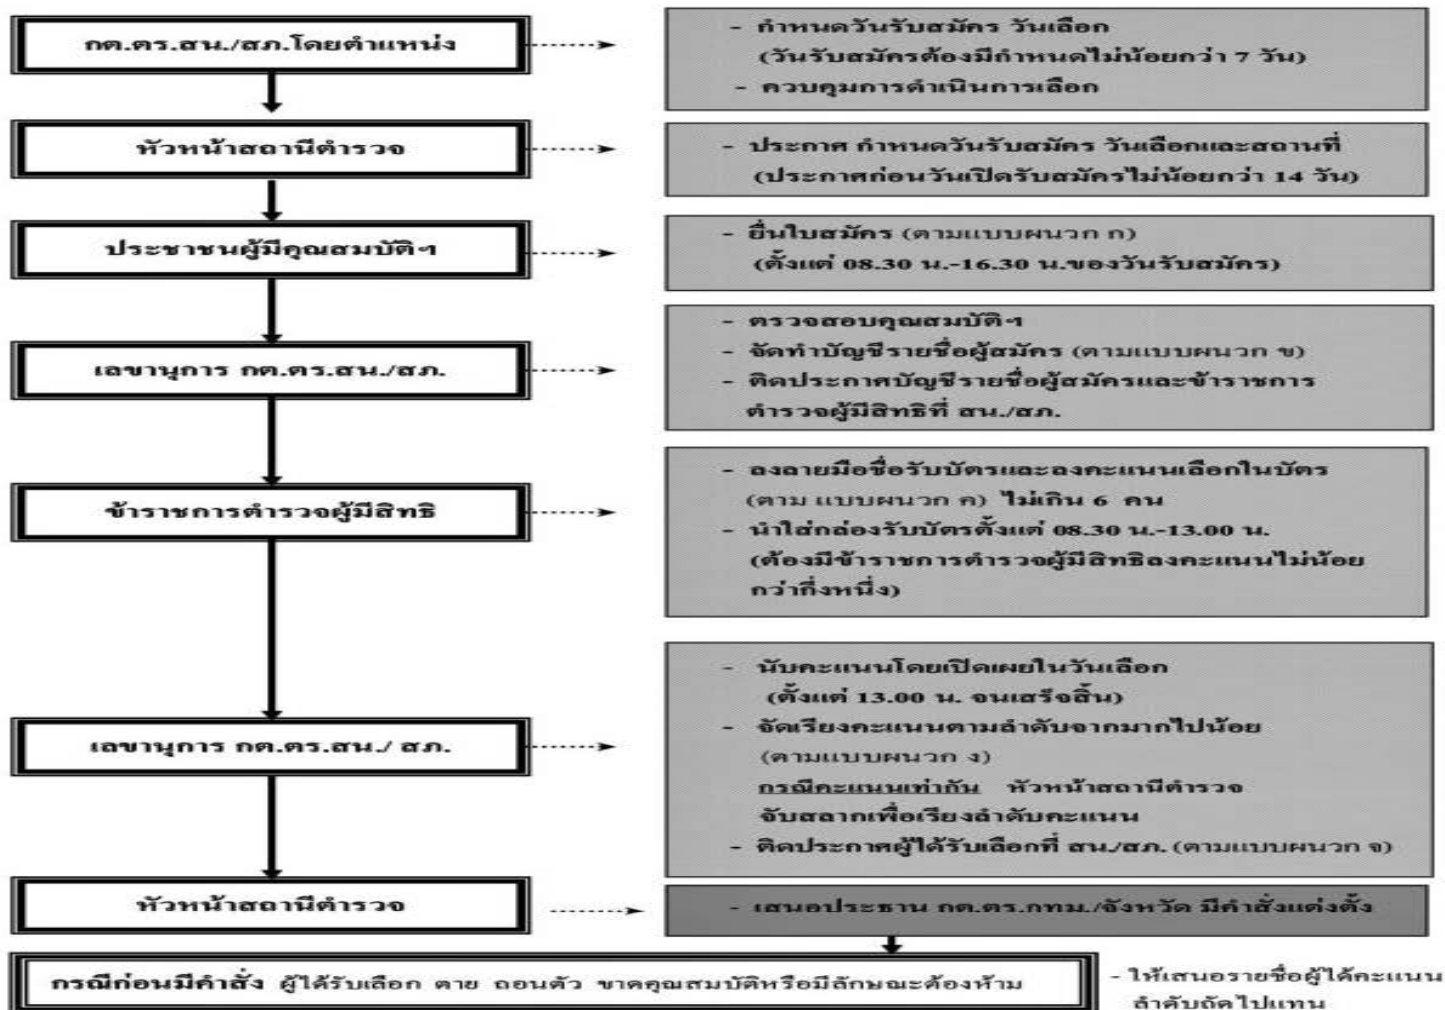 กต.ตร.สน./สภ.โดยตำแหน่ง
- กำหนดวันรับสมัคร วันเลือก
(วันรับสมัครต้องมีกำหนดไม่น้อยกว่า 7 วัน)
- ควบคุมการดำเนินการเลือก
หัวหน้าสถานีตำรวจ
- ประกาศ กำหนดวันรับสมัคร วันเลือกและสถานที่
(ประกาศก่อนวันเปิดรับสมัครไม่น้อยกว่า 14 วัน)
ประชาชนผู้มีคุณสมบัติฯ
- ยื่นใบสมัคร (ตามแบบผนวก ก)
(ตั้งแต่ 08.30 น.-16.30 น.ของวันรับสมัคร)
เลขานุการ กต.ตร.สน./สภ.
- ตรวจสอบคุณสมบัติฯ
- จัดทำบัญชีรายชื่อผู้สมัคร (ตามแบบผนวก ข)
- ติดประกาศบัญชีรายชื่อผู้สมัครและข้าราชการ
ตำรวจผู้มีสิทธิที่ สน./สภ.
ข้าราชการตำรวจผู้มีสิทธิ
- ลงลายมือชื่อรับบัตรและลงคะแนนเลือกในบัตร
(ตาม แบบผนวก ค) ไม่เกิน 6 คน
- นำใส่กล่องรับบัตรตั้งแต่ 08.30 น.-13.00 น.
(ต้องมีข้าราชการตำรวจผู้มีสิทธิลงคะแนนไม่น้อย
กว่ากึ่งหนึ่ง)
เลขานุการ กต.ตร.สน./ สภ.
- นับคะแนนโดยเปิดเผยในวันเลือก
(ตั้งแต่ 13.00 น. จนเสร็จสิ้น)
- จัดเรียงคะแนนตามลำดับจากมากไปน้อย
(ตามแบบผนวก ง)
กรณีคะแนนเท่ากัน หัวหน้าสถานีตำรวจ
จับสลากเพื่อเรียงลำดับคะแนน
- ติดประกาศผู้ได้รับเลือกที่ สน./สภ. (ตามแบบผนวก จ)
หัวหน้าสถานีตำรวจ
- เสนอประธาน กต.ตร.กทม./จังหวัด มีคำสั่งแต่งตั้ง
กรณีก่อนมีคำสั่ง ผู้ได้รับเลือก ตาย ถอนตัว ขาดคุณสมบัติหรือมีลักษณะต้องห้าม
- ให้เสนอรายชื่อผู้ได้คะแนน
ลำดับถัดไปแทน